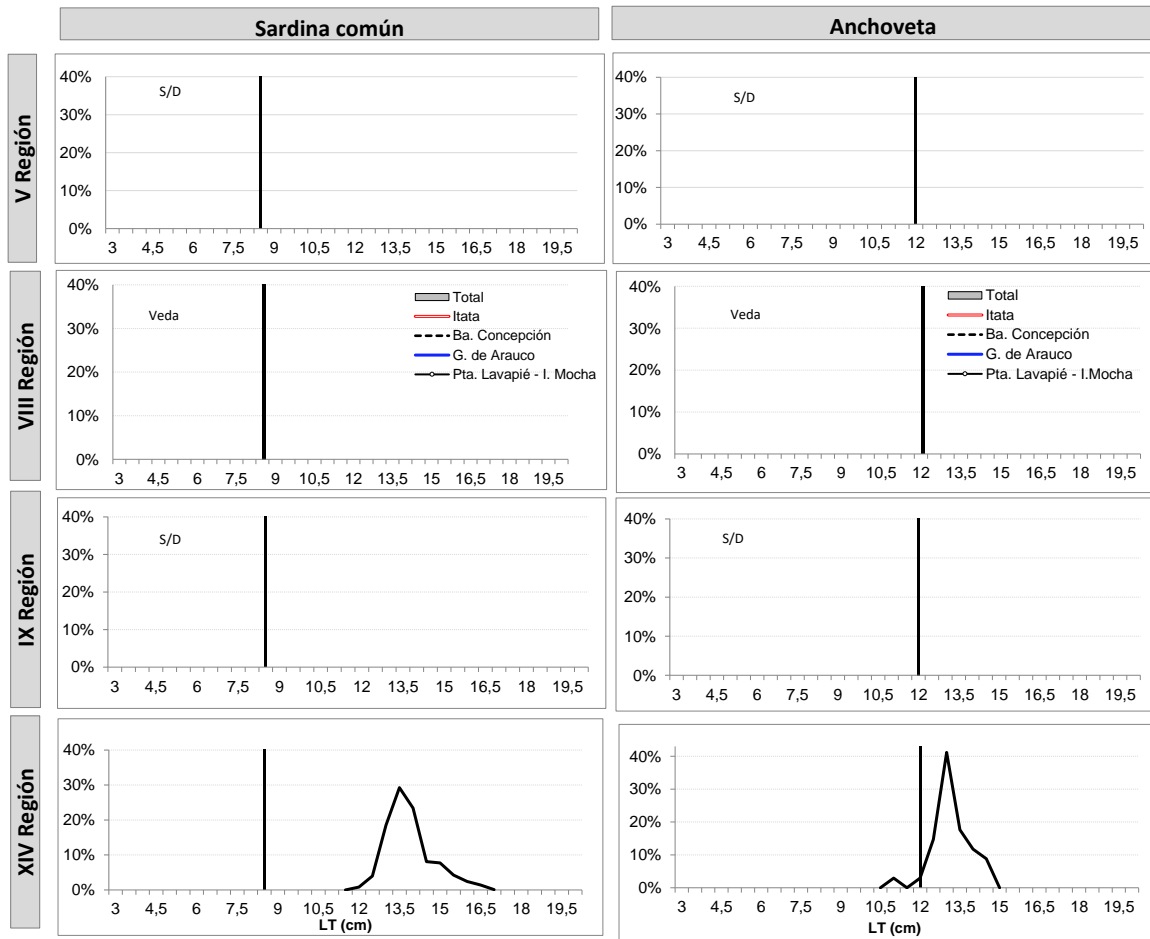 Sardina común
Anchoveta
V Región
40%
30%
20%
10%
0%
S/D
3 4,5 6 7,5 9 10,5 12 13,5 15 16,5 18 19,5
40%
30%
20%
10%
0%
S/D
3 4,5 6 7,5 9 10,5 12 13,5 15 16,5 18 19,5
VIII Región
40%
30%
20%
10%
0%
Veda
Total
Itata
Ba. Concepción
G. de Arauco
Pta. Lavapié - I. Mocha
3 4,5 6 7,5 9 10,5 12 13,5 15 16,5 18 19,5
40%
30%
20%
10%
0%
Veda
Total
Itata
Ba. Concepción
G. de Arauco
Pta. Lavapié - I.Mocha
3 4,5 6 7,5 9 10,5 12 13,5 15 16,5 18 19,5
IX Región
40%
30%
20%
10%
0%
S/D
3 4,5 6 7,5 9 10,5 12 13,5 15 16,5 18 19,5
40%
30%
20%
10%
0%
S/D
3 4,5 6 7,5 9 10,5 12 13,5 15 16,5 18 19,5
XIV Región
40%
30%
20%
10%
0%
3 4,5 6 7,5 9 10,5 12 13,5 15 16,5 18 19,5
LT (cm)
40%
30%
20%
10%
0%
3 4,5 6 7,5 9 10,5 12 13,5 15 16,5 18 19,5
LT (cm)